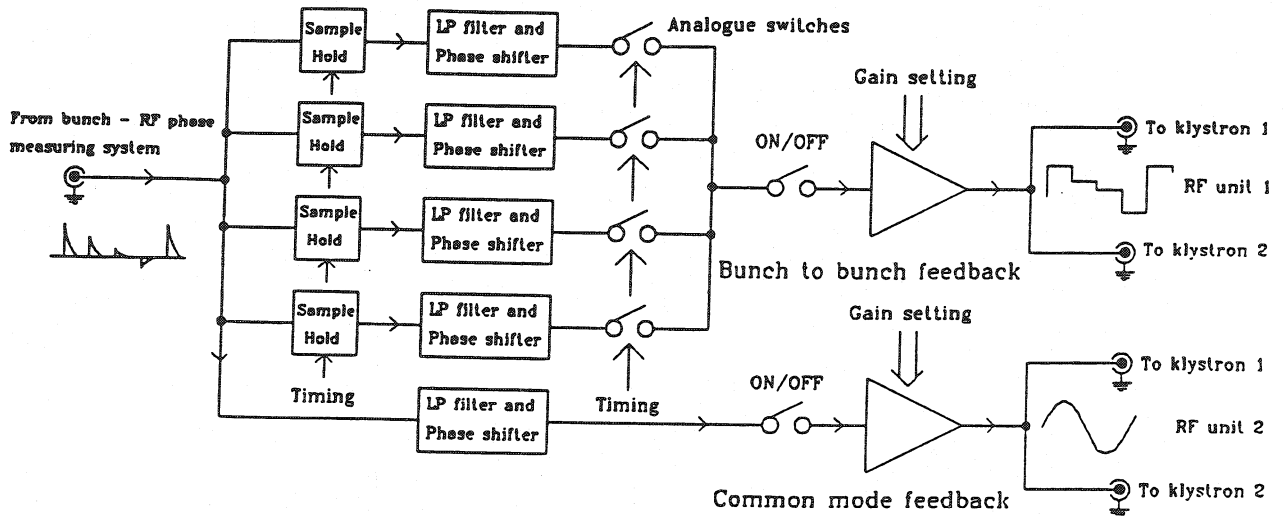 Sample
Hold
LP filter and
Phase shifter
Analogue switches
Sample
Hold
LP filter and
Phase shifter
From bunch - RF phase
measuring system
Sample
Hold
LP filter and
Phase shifter
Sample
Hold
LP filter and
Phase shifter
Timing
LP filter and
Phase shifter
Timing
Gain setting
ON/OFF
To klystron 1
RF unit 1
To klystron 2
Bunch to bunch feedback
Gain setting
ON/OFF
To klystron 1
RF unit 2
To klystron 2
Common mode feedback